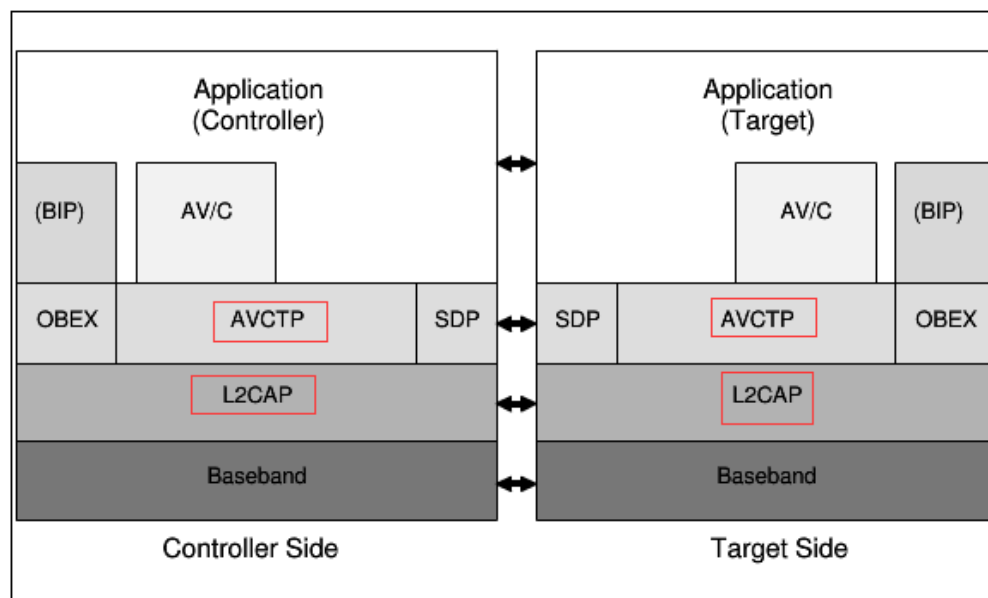 Application
(Controller)
Application
(Target)
(BIP)
AV/C
AV/C
(BIP)
OBEX
AVCTP
SDP
SDP
AVCTP
OBEX
L2CAP
L2CAP
Baseband
Baseband
Controller Side
Target Side